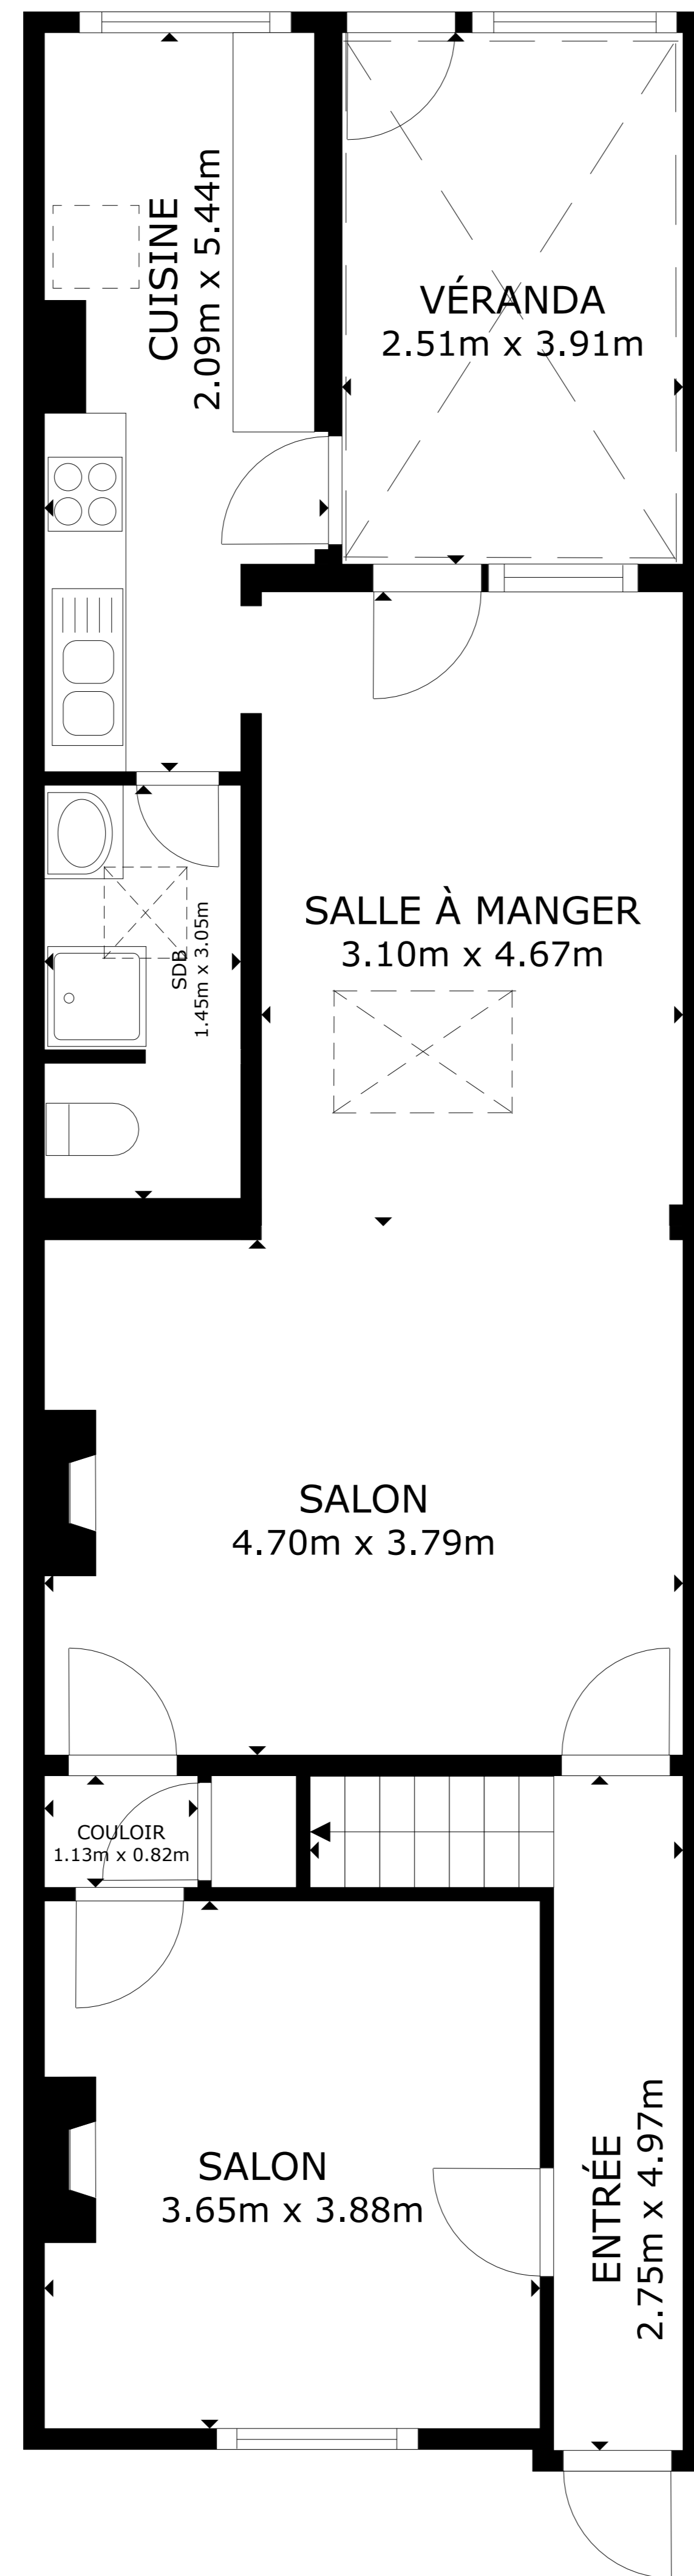 CUISINE
2.09m x 5.44m
VÉRANDA
2.51m x 3.91m
SALLE À MANGER
3.10m x 4.67m
SDB
1.45m x 3.05m
SALON
4.70m x 3.79m
COULOIR
1.13m x 0.82m
SALON
3.65m x 3.88m
ENTRÉE
2.75m x 4.97m